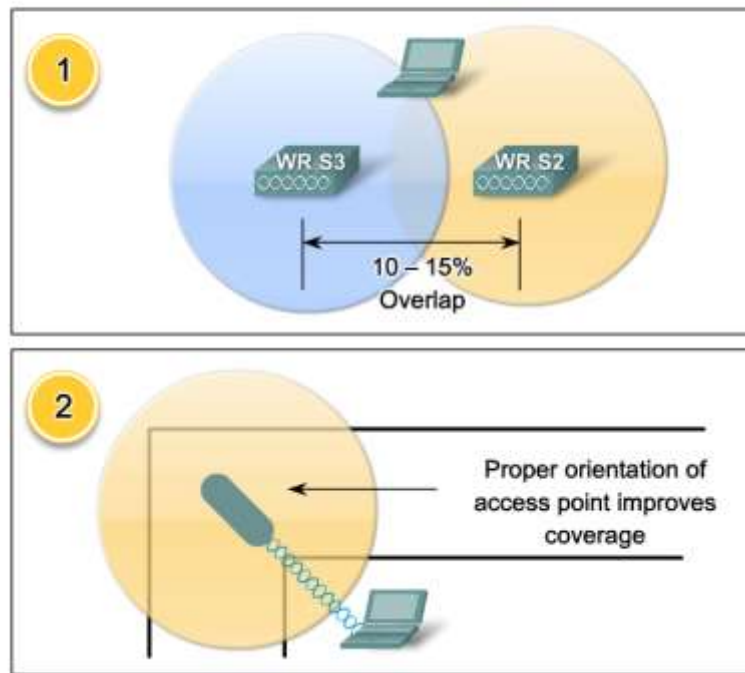 1
WR S3
WR S2
10 – 15%
Overlap
2
Proper orientation of
access point improves
coverage